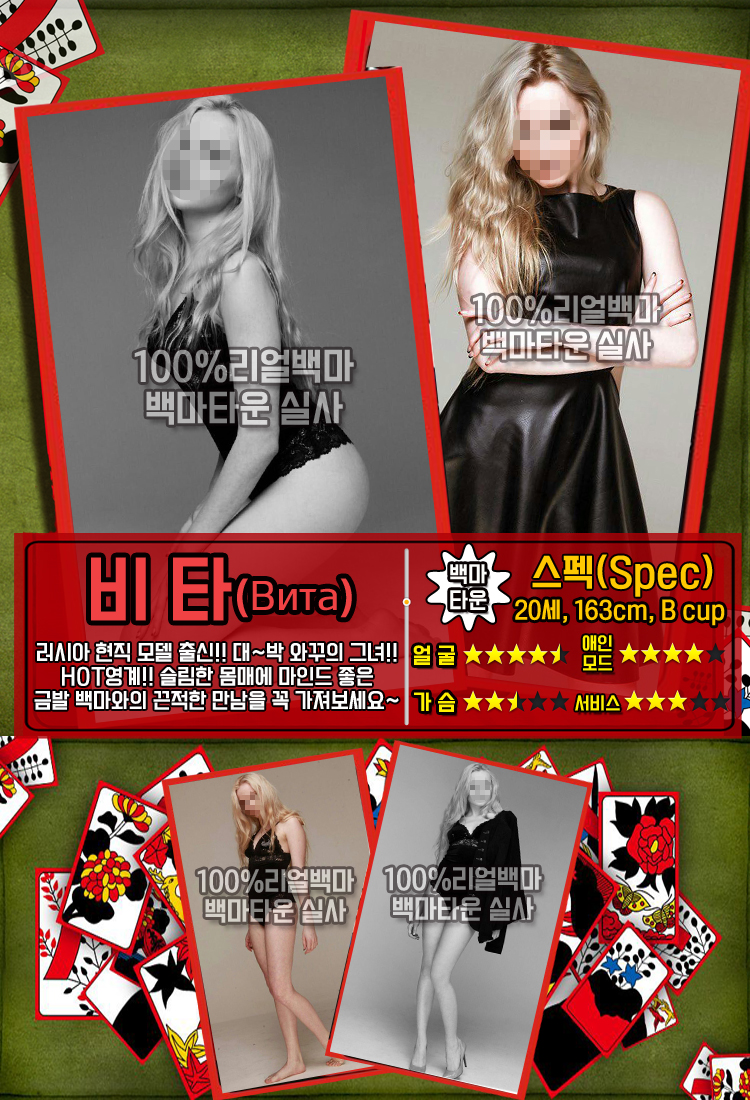 100%리얼백마
백마타운 실사
100%리얼백마
백마타운 실사
비 타(Вита)
러시아 현직 모델 출신!! 대~박 와꾸의 그녀!!
HOT영계!! 슬림한 몸매에 마인드 좋은
금발 백마와의 끈적한 만남을 꼭 가져보세요~
백마
타운
스펙(Spec)
20세, 163cm, B cup
얼 굴
애인
모드
가 슴
서비스
100%리얼백마
백마타운 실사
100%리얼백마
백마타운 실사